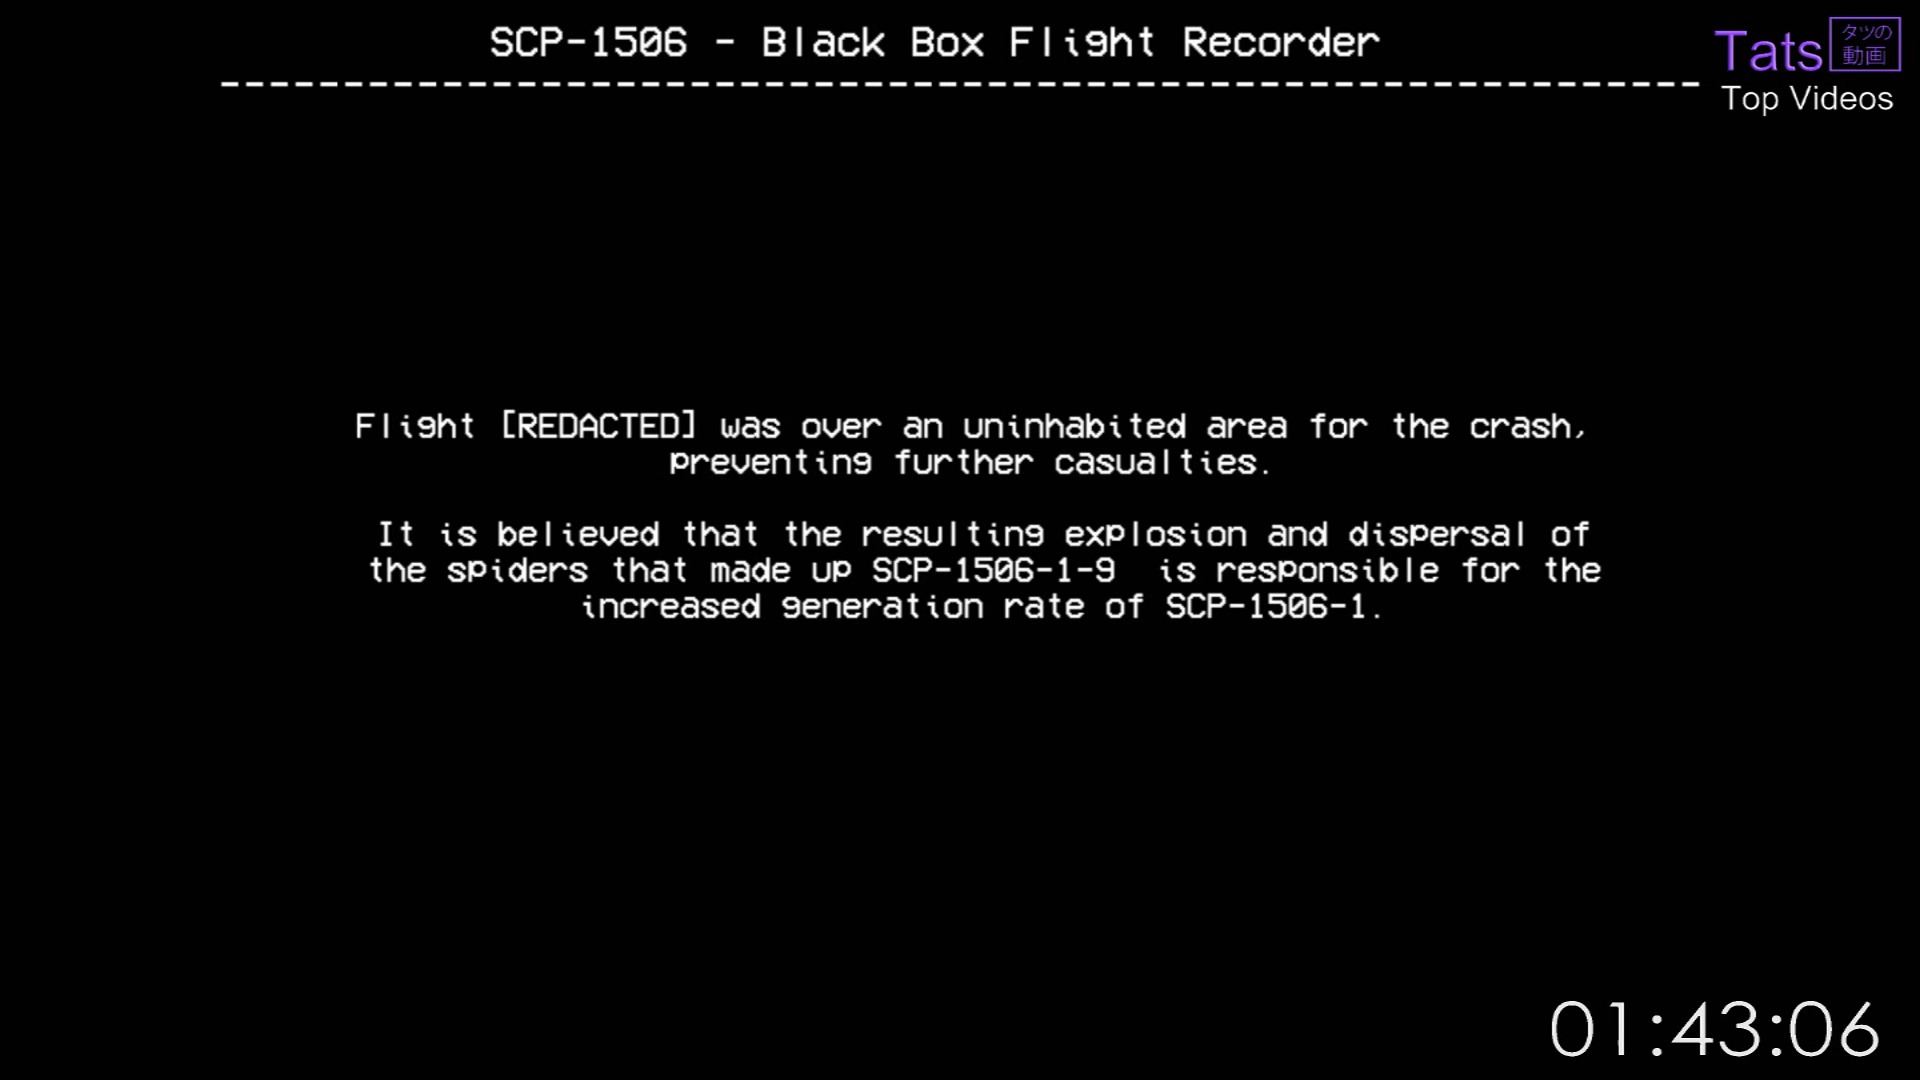 SCP-1506 - Black Box Flight Recorder
Tats タツの動画
Top Videos
Flight [REDACTED] was over an uninhabited area for the crash,
preventing further casualties.
It is believed that the resulting explosion and dispersal of
the spiders that made up SCP-1506-1-9 is responsible for the
increased generation rate of SCP-1506-1.
01:43:06